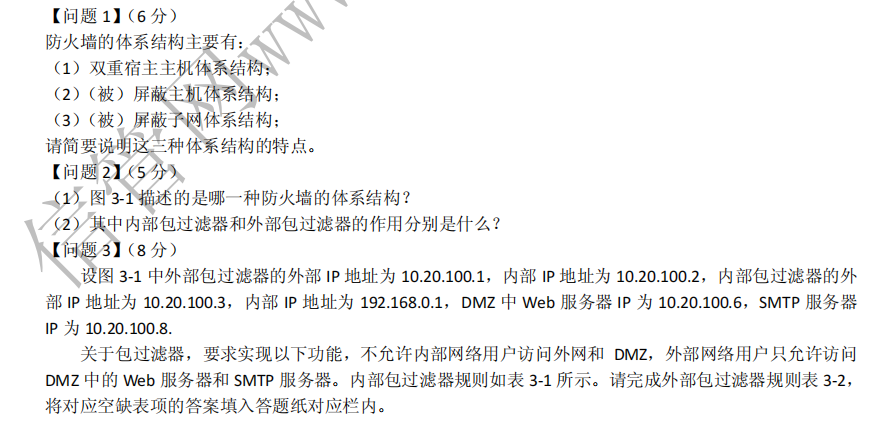 【问题 1】（6 分）
防火墙的体系结构主要有：
（1）双重宿主主机体系结构；
（2）（被）屏蔽主机体系结构；
（3）（被）屏蔽子网体系结构；
请简要说明这三种体系结构的特点。
【问题 2】（5 分）
（1）图 3-1 描述的是哪一种防火墙的体系结构？
（2）其中内部包过滤器和外部包过滤器的作用分别是什么？
【问题 3】（8 分）
设图 3-1 中外部包过滤器的外部 IP 地址为 10.20.100.1，内部 IP 地址为 10.20.100.2，内部包过滤器的外
部 IP 地址为 10.20.100.3，内部 IP 地址为 192.168.0.1，DMZ 中 Web 服务器 IP 为 10.20.100.6，SMTP 服务器
IP 为 10.20.100.8.
关于包过滤器，要求实现以下功能，不允许内部网络用户访问外网和 DMZ，外部网络用户只允许访问
DMZ 中的 Web 服务器和 SMTP 服务器。内部包过滤器规则如表 3-1 所示。请完成外部包过滤器规则表 3-2，
将对应空缺表项的答案填入答题纸对应栏内。
信管网www.